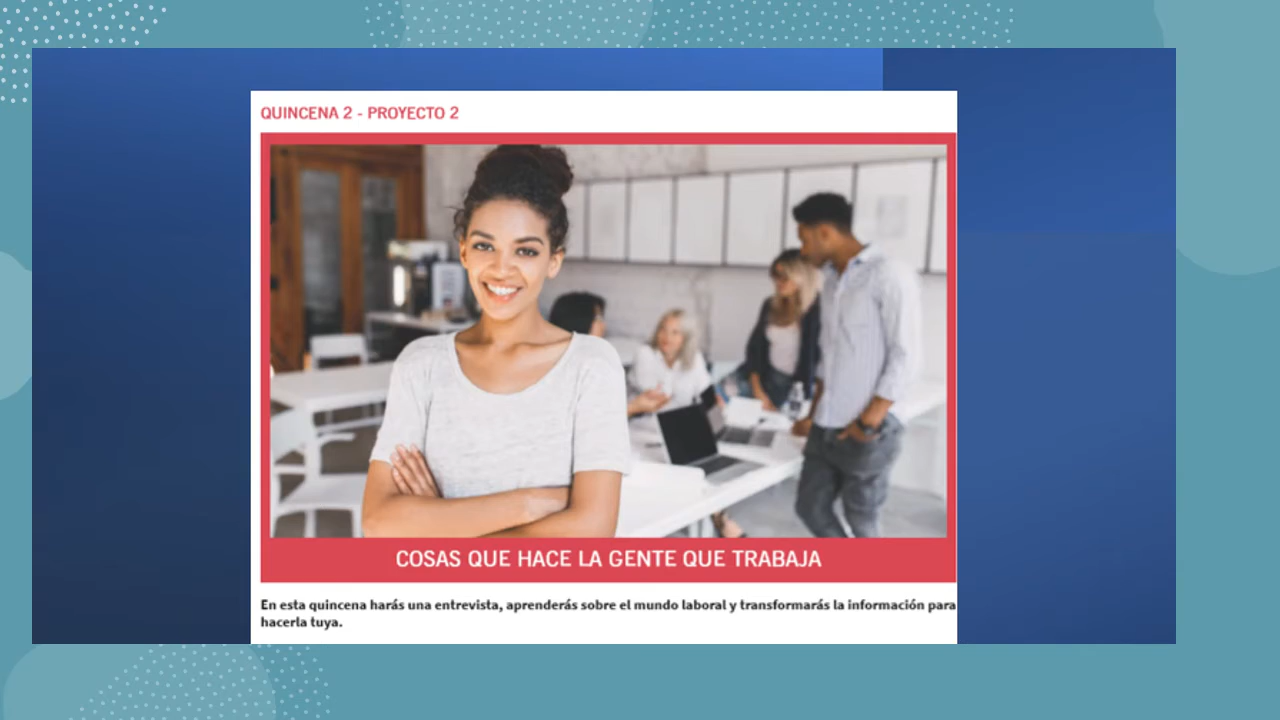 QUINCENA 2 - PROYECTO 2
COSAS QUE HACE LA GENTE QUE TRABAJA
En esta quincena harás una entrevista, aprenderás sobre el mundo laboral y transformarás la información para
hacerla tuya.